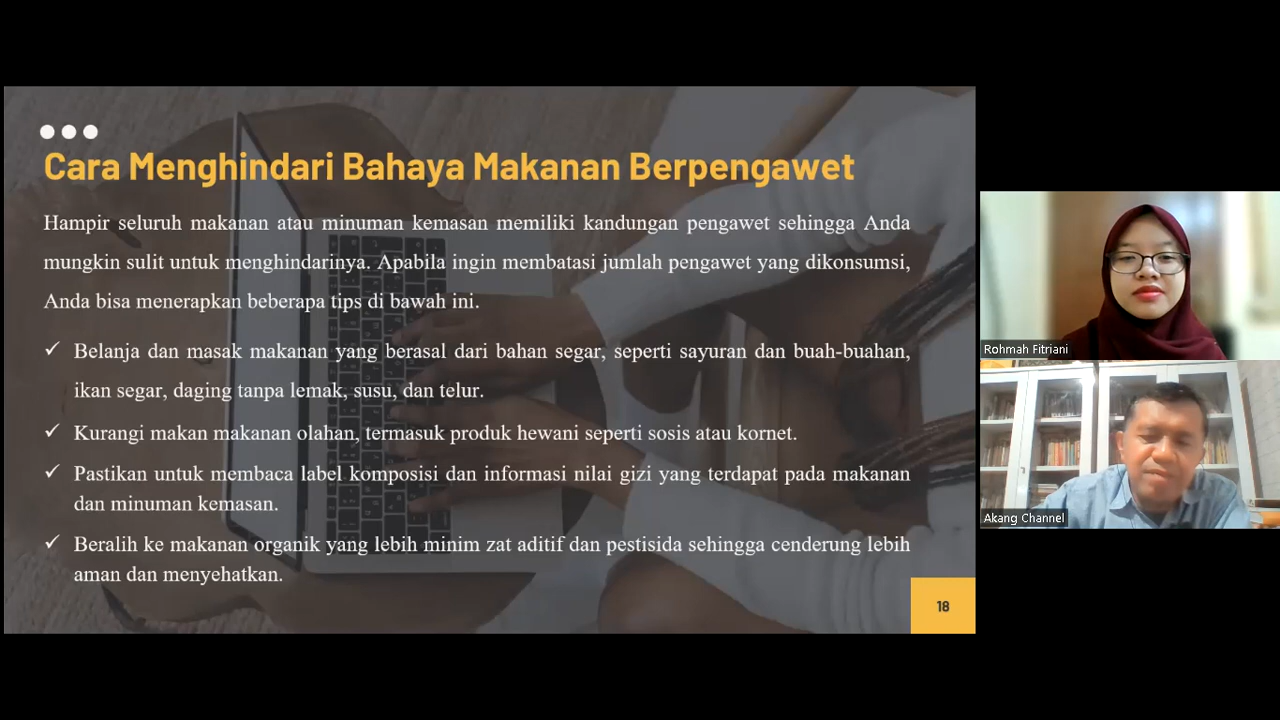 Cara Menghindari Bahaya Makanan Berpengawet
Hampir seluruh makanan atau minuman kemasan memiliki kandungan pengawet sehingga Anda
mungkin sulit untuk menghindarinya. Apabila ingin membatasi jumlah pengawet yang dikonsumsi,
Anda bisa menerapkan beberapa tips di bawah ini.
✓ Belanja dan masak makanan yang berasal dari bahan segar, seperti sayuran dan buah-buahan,
ikan segar, daging tanpa lemak, susu, dan telur.
✓ Kurangi makan makanan olahan, termasuk produk hewani seperti sosis atau kornet.
✓ Pastikan untuk membaca label komposisi dan informasi nilai gizi yang terdapat pada makanan
dan minuman kemasan.
✓ Beralih ke makanan organik yang lebih minim zat aditif dan pestisida sehingga cenderung lebih
aman dan menyehatkan.
18
Rohmah Fitriani
Akang Channel